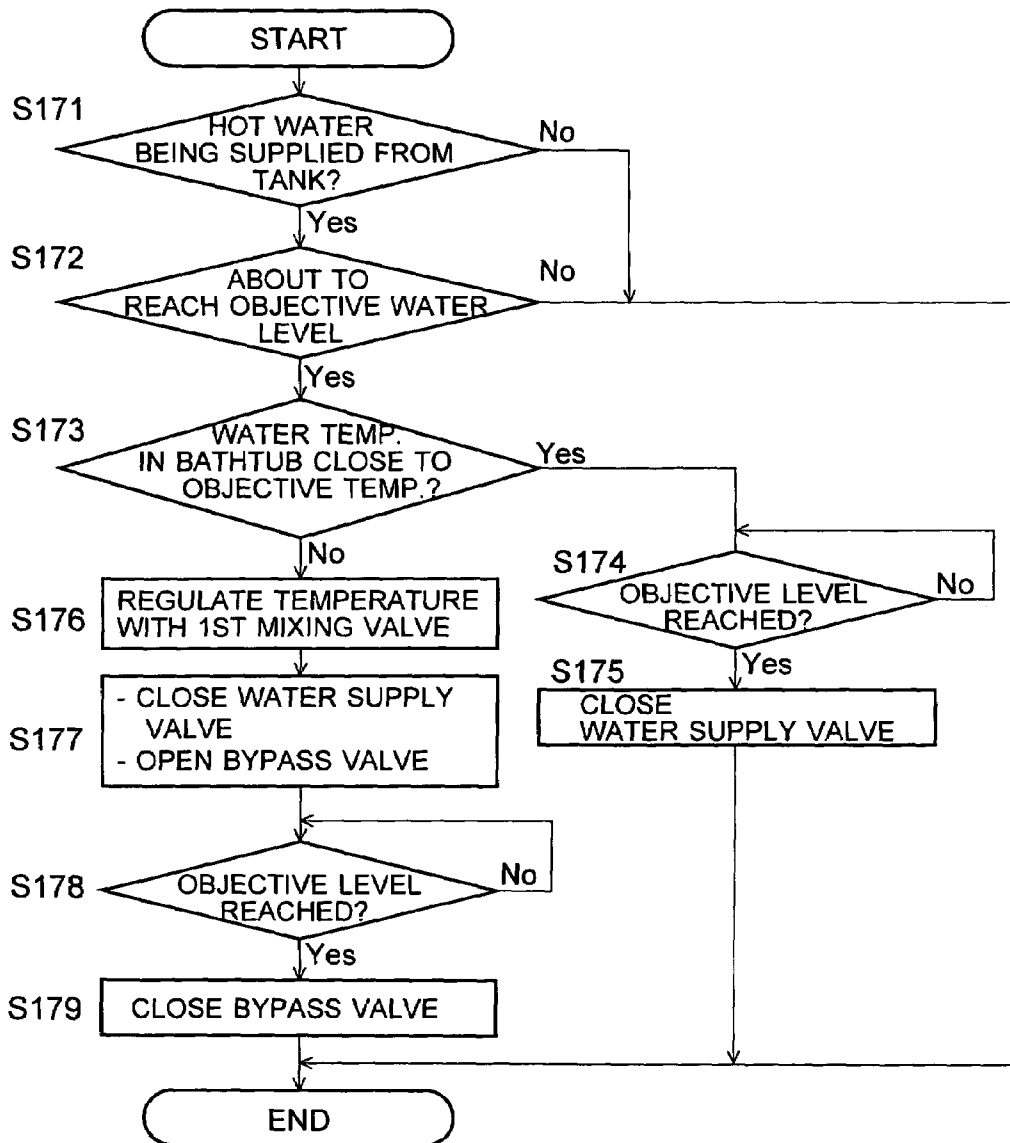 START
S171
HOT WATER
BEING SUPPLIED FROM
TANK?
No
Yes
S172
ABOUT TO
REACH OBJECTIVE WATER
LEVEL
No
Yes
S173
WATER TEMP.
IN BATHTUB CLOSE TO
OBJECTIVE TEMP.?
Yes
No
S174
OBJECTIVE LEVEL
REACHED?
No
Yes
S175
CLOSE
WATER SUPPLY VALVE
S176
REGULATE TEMPERATURE
WITH 1ST MIXING VALVE
S177
- CLOSE WATER SUPPLY
VALVE
- OPEN BYPASS VALVE
S178
OBJECTIVE LEVEL
REACHED?
No
Yes
S179
CLOSE BYPASS VALVE
END